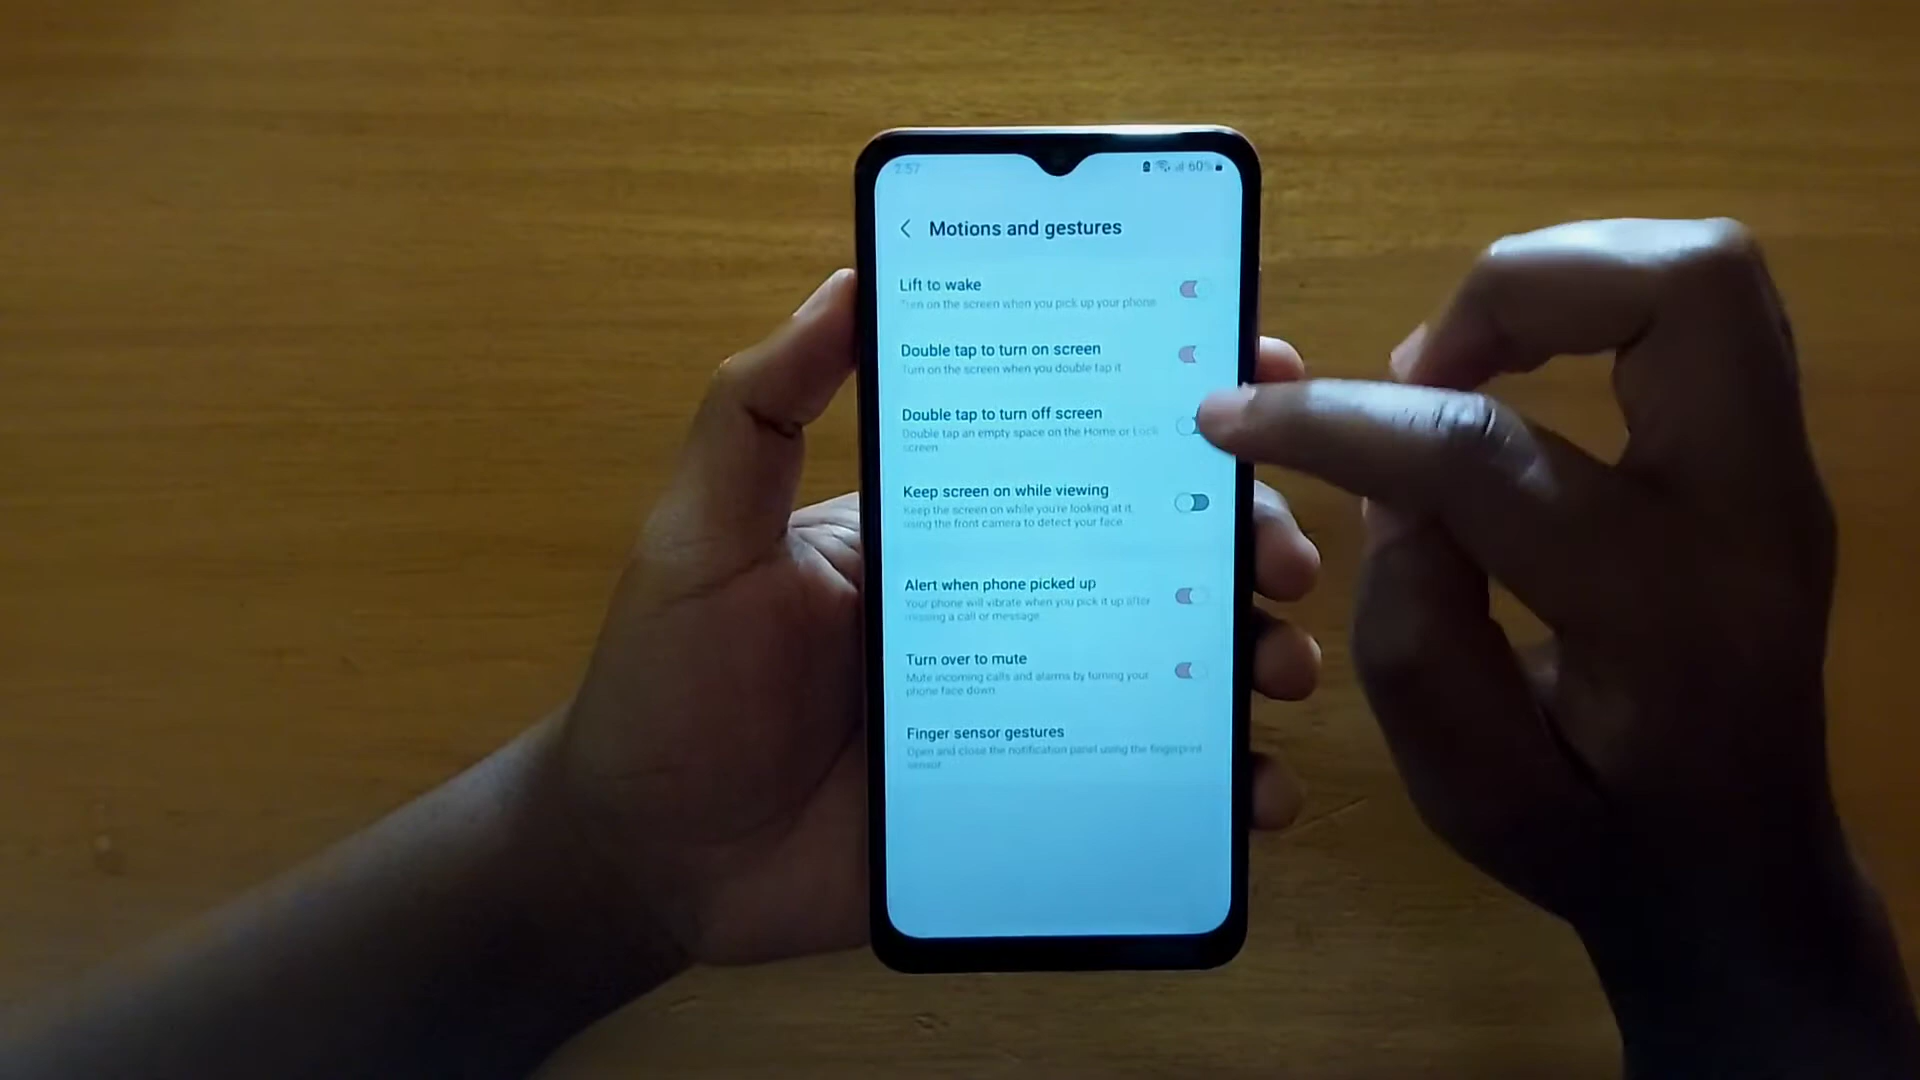 2:57
60%
Motions and gestures
Lift to wake
Turn on the screen when you pick up your phone
Double tap to turn on screen
Turn on the screen when you double tap it
Double tap to turn off screen
Double tap an empty space on the Home or Lock
screen
Keep screen on while viewing
Keep the screen on while you're looking at it
using the front camera to detect your face
Alert when phone picked up
Your phone will vibrate when you pick it up after
missing a call or message
Turn over to mute
Mute incoming calls and alarms by turning your
phone face down
Finger sensor gestures
Open and close the notification panel using the fingerprint
sensor